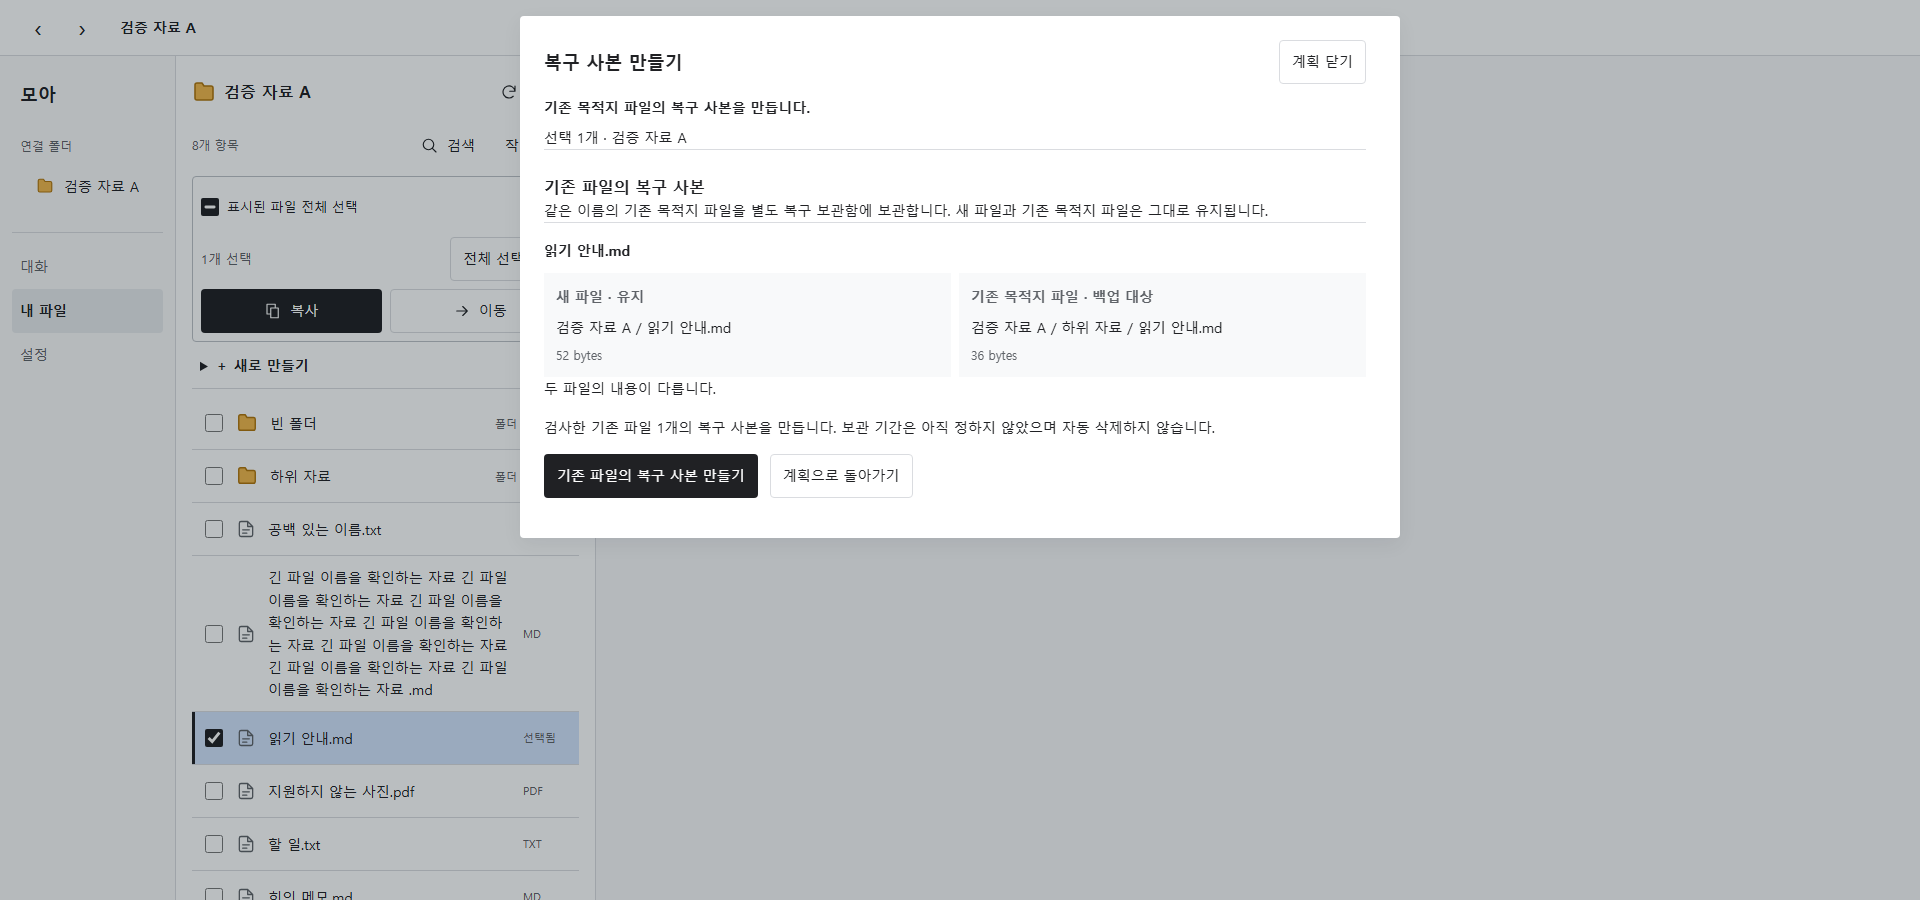 검증 자료 A
모아
연결 폴더
검증 자료 A
대화
내 파일
설정
검증 자료 A
8개 항목
검색
작
표시된 파일 전체 선택
1개 선택
전체 선택
복사
이동
+ 새로 만들기
빈 폴더
폴더
하위 자료
폴더
공백 있는 이름.txt
긴 파일 이름을 확인하는 자료 긴 파일
이름을 확인하는 자료 긴 파일 이름을
확인하는 자료 긴 파일 이름을 확인하
는 자료 긴 파일 이름을 확인하는 자료
긴 파일 이름을 확인하는 자료 긴 파일
이름을 확인하는 자료 .md
MD
읽기 안내.md
선택됨
지원하지 않는 사진.pdf
PDF
할 일.txt
TXT
회의 메모.md
MD
복구 사본 만들기
계획 닫기
기존 목적지 파일의 복구 사본을 만듭니다.
선택 1개 · 검증 자료 A
기존 파일의 복구 사본
같은 이름의 기존 목적지 파일을 별도 복구 보관함에 보관합니다. 새 파일과 기존 목적지 파일은 그대로 유지됩니다.
읽기 안내.md
새 파일 · 유지
검증 자료 A / 읽기 안내.md
52 bytes
기존 목적지 파일 · 백업 대상
검증 자료 A / 하위 자료 / 읽기 안내.md
36 bytes
두 파일의 내용이 다릅니다.
검사한 기존 파일 1개의 복구 사본을 만듭니다. 보관 기간은 아직 정하지 않았으며 자동 삭제하지 않습니다.
기존 파일의 복구 사본 만들기
계획으로 돌아가기